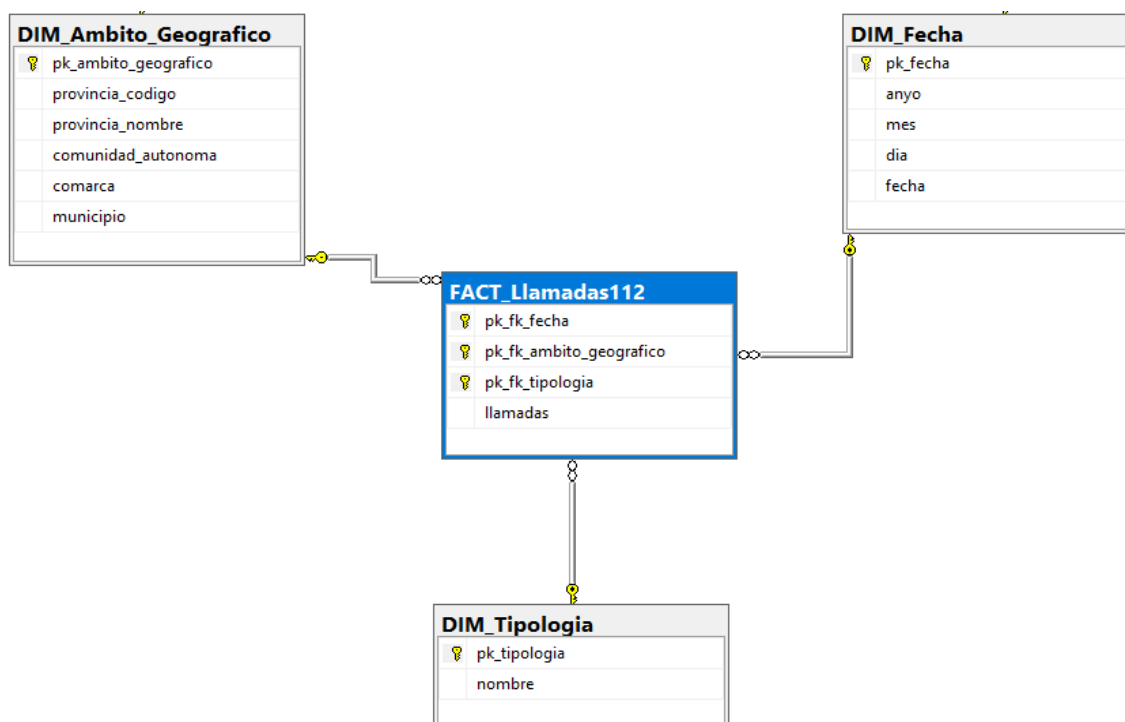 DIM_Ambito_Geografico
pk_ambito_geografico
provincia_codigo
provincia_nombre
comunidad_autonoma
comarca
municipio
DIM_Fecha
pk_fecha
anyo
mes
dia
fecha
FACT_Llamadas112
pk_fk_fecha
pk_fk_ambito_geografico
pk_fk_tipologia
llamadas
DIM_Tipologia
pk_tipologia
nombre